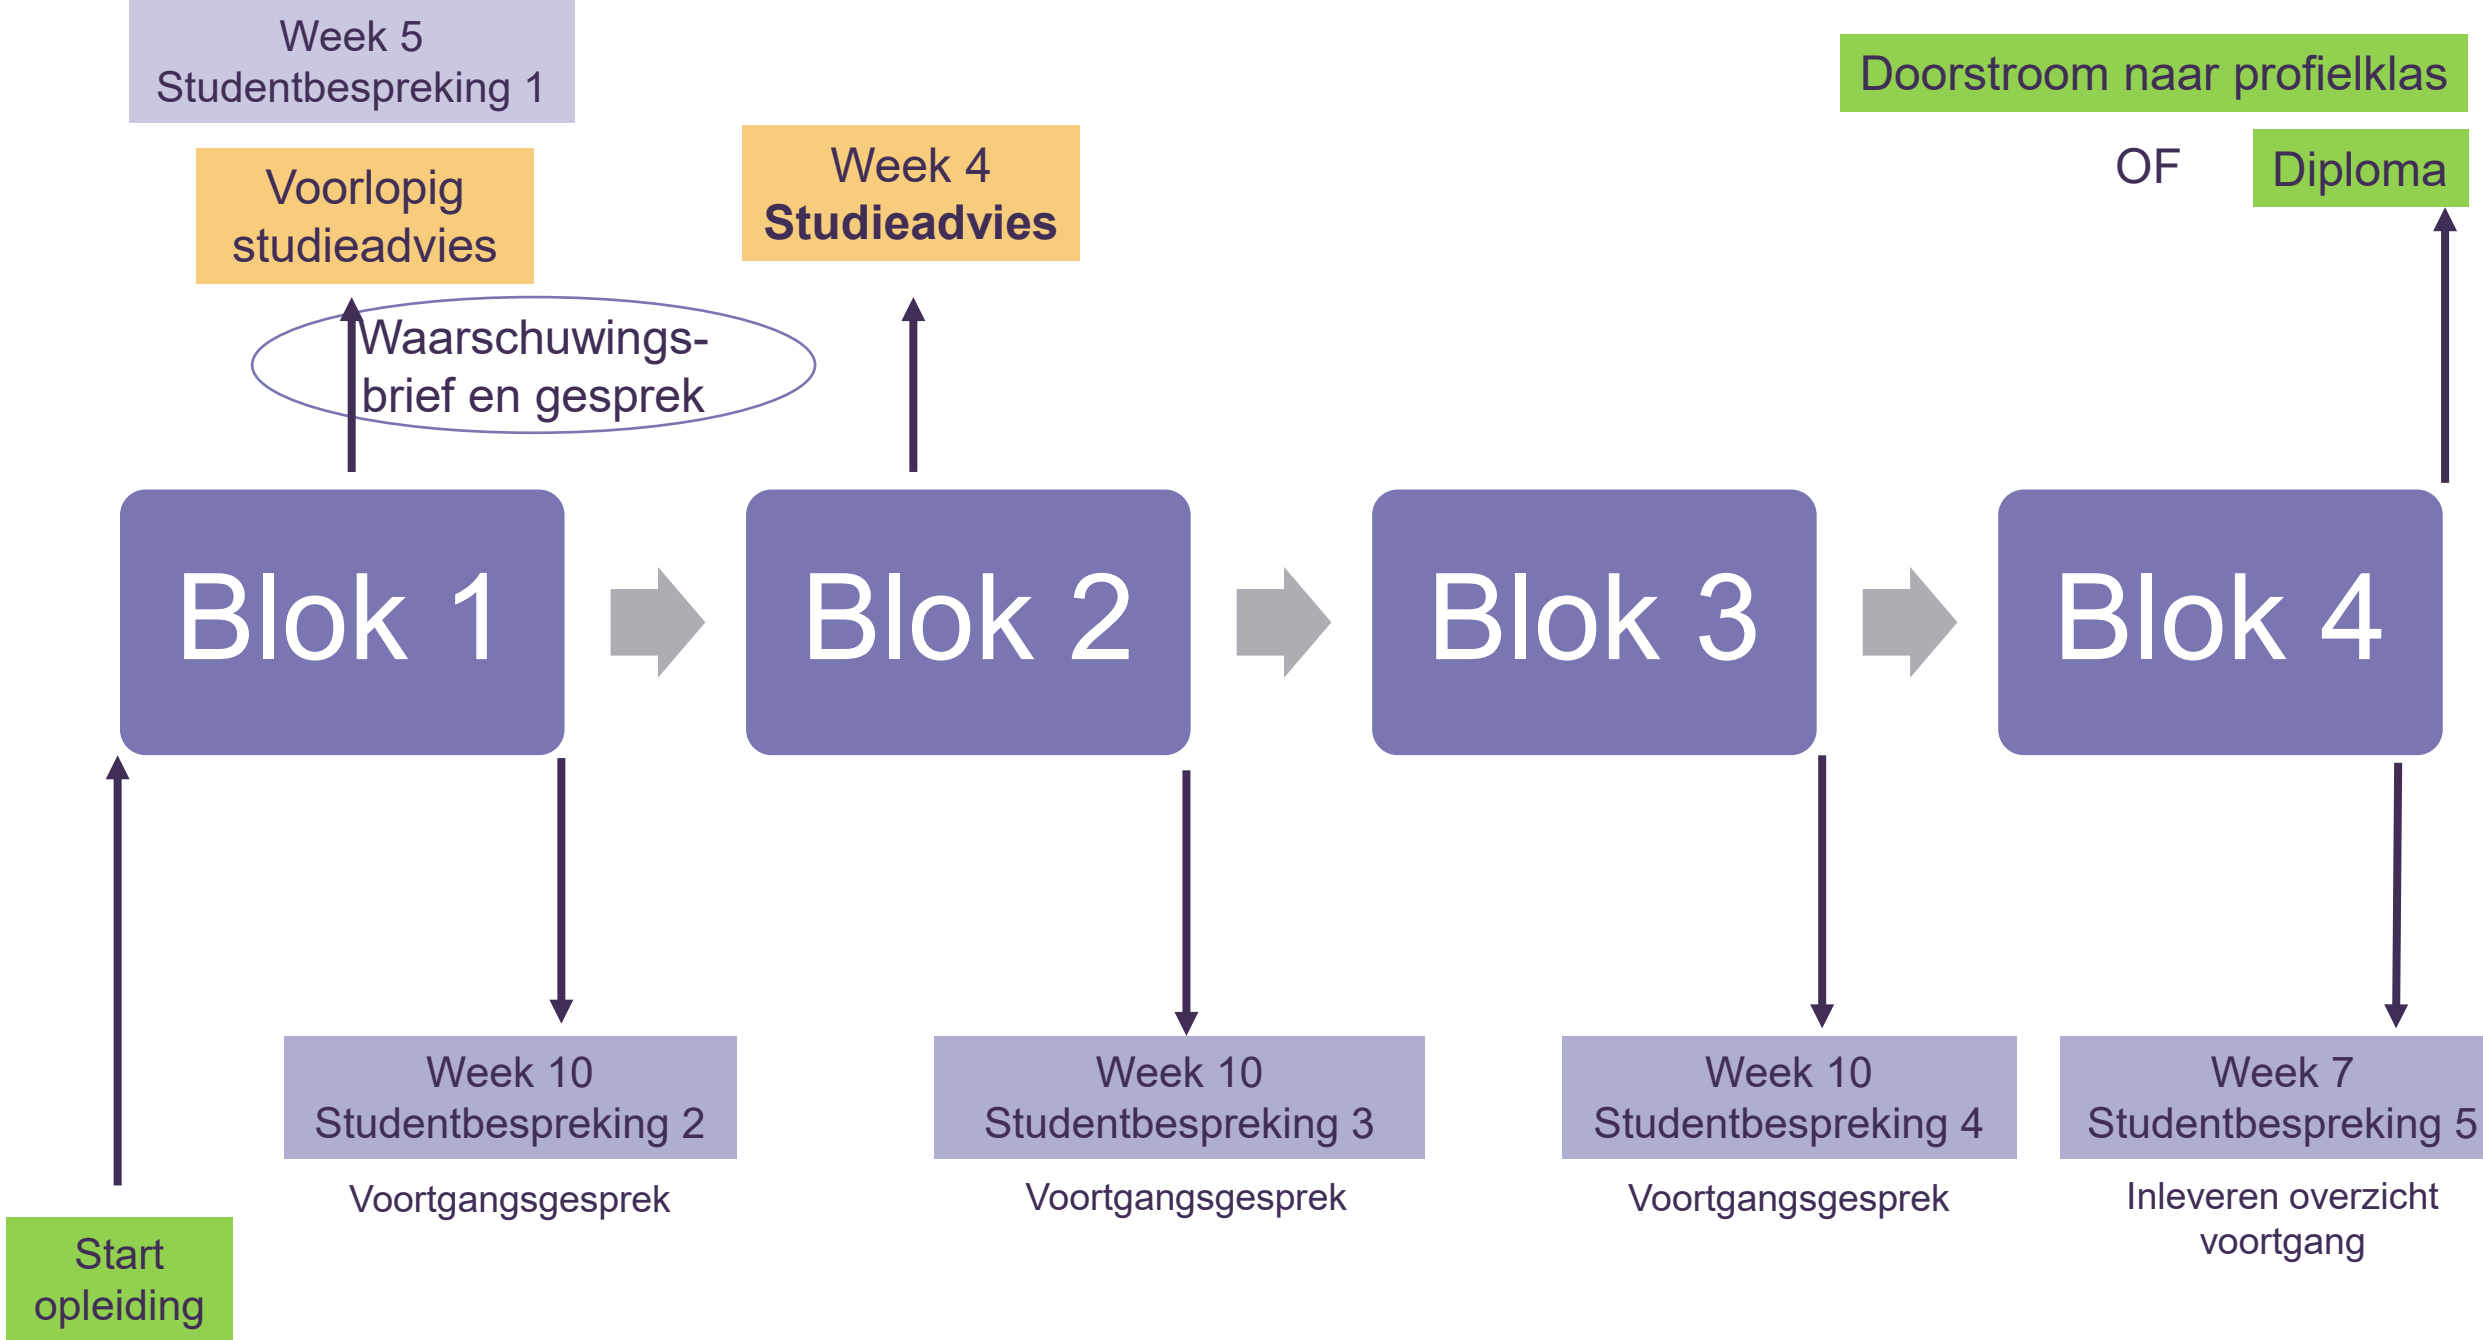 Week 5
Studentbespreking 1
Voorlopig
studieadvies
Waarschuwings-
brief en gesprek
Week 4
Studieadvies
Doorstroom naar profielklas
OF
Diploma
Blok 1
Blok 2
Blok 3
Blok 4
Week 10
Studentbespreking 2
Voortgangsgesprek
Week 10
Studentbespreking 3
Voortgangsgesprek
Week 10
Studentbespreking 4
Voortgangsgesprek
Week 7
Studentbespreking 5
Inleveren overzicht
voortgang
Start
opleiding